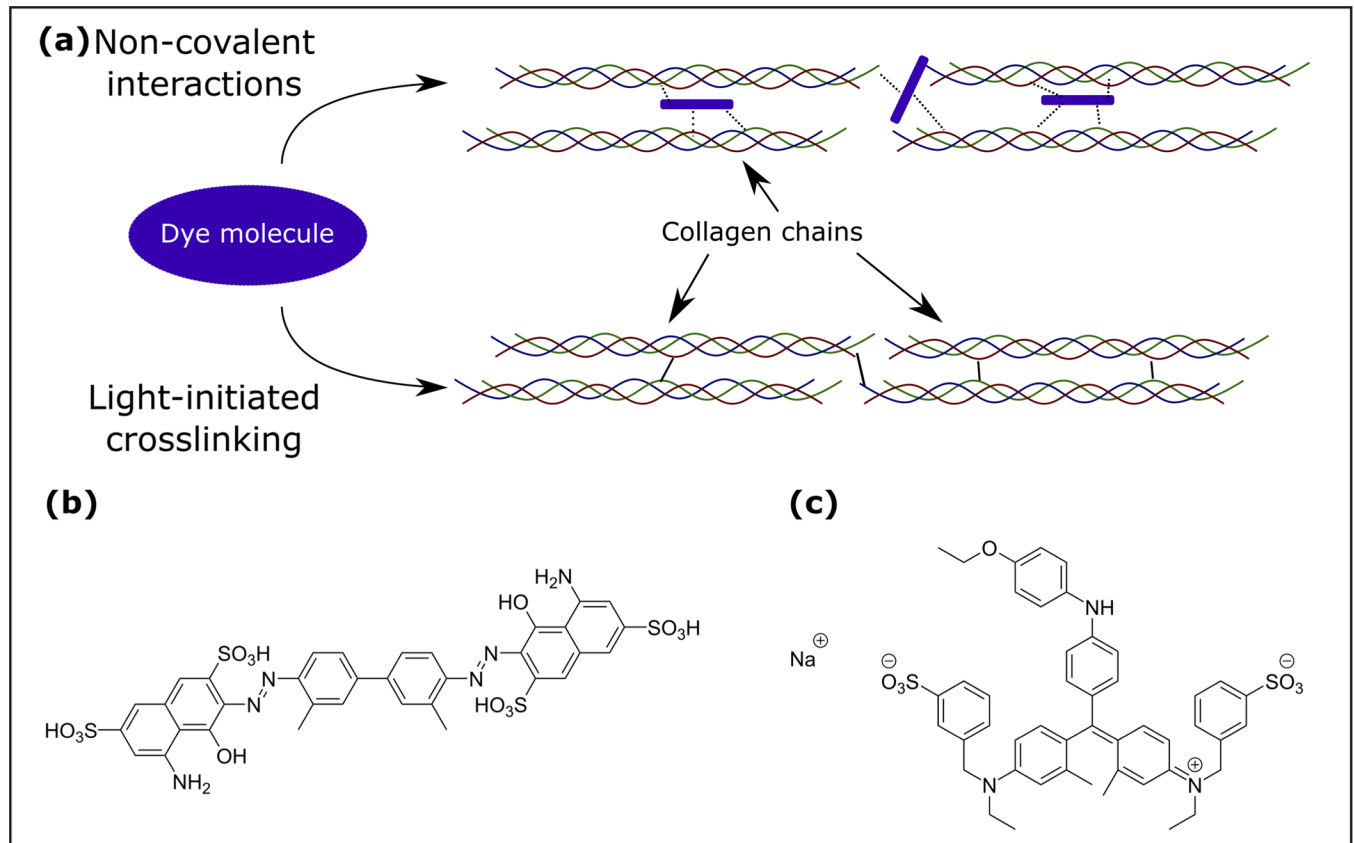 (a) Non-covalent
interactions
Dye molecule
Collagen chains
Light-initiated
crosslinking
(b)
(c)
H₂N
HO
SO₃H
SO₃H
N
N
N
N
HO₃S
HO₃S
OH
NH₂
O
NH
Na⊕
⊖
O₃S
⊖
SO₃
N
⊕
N